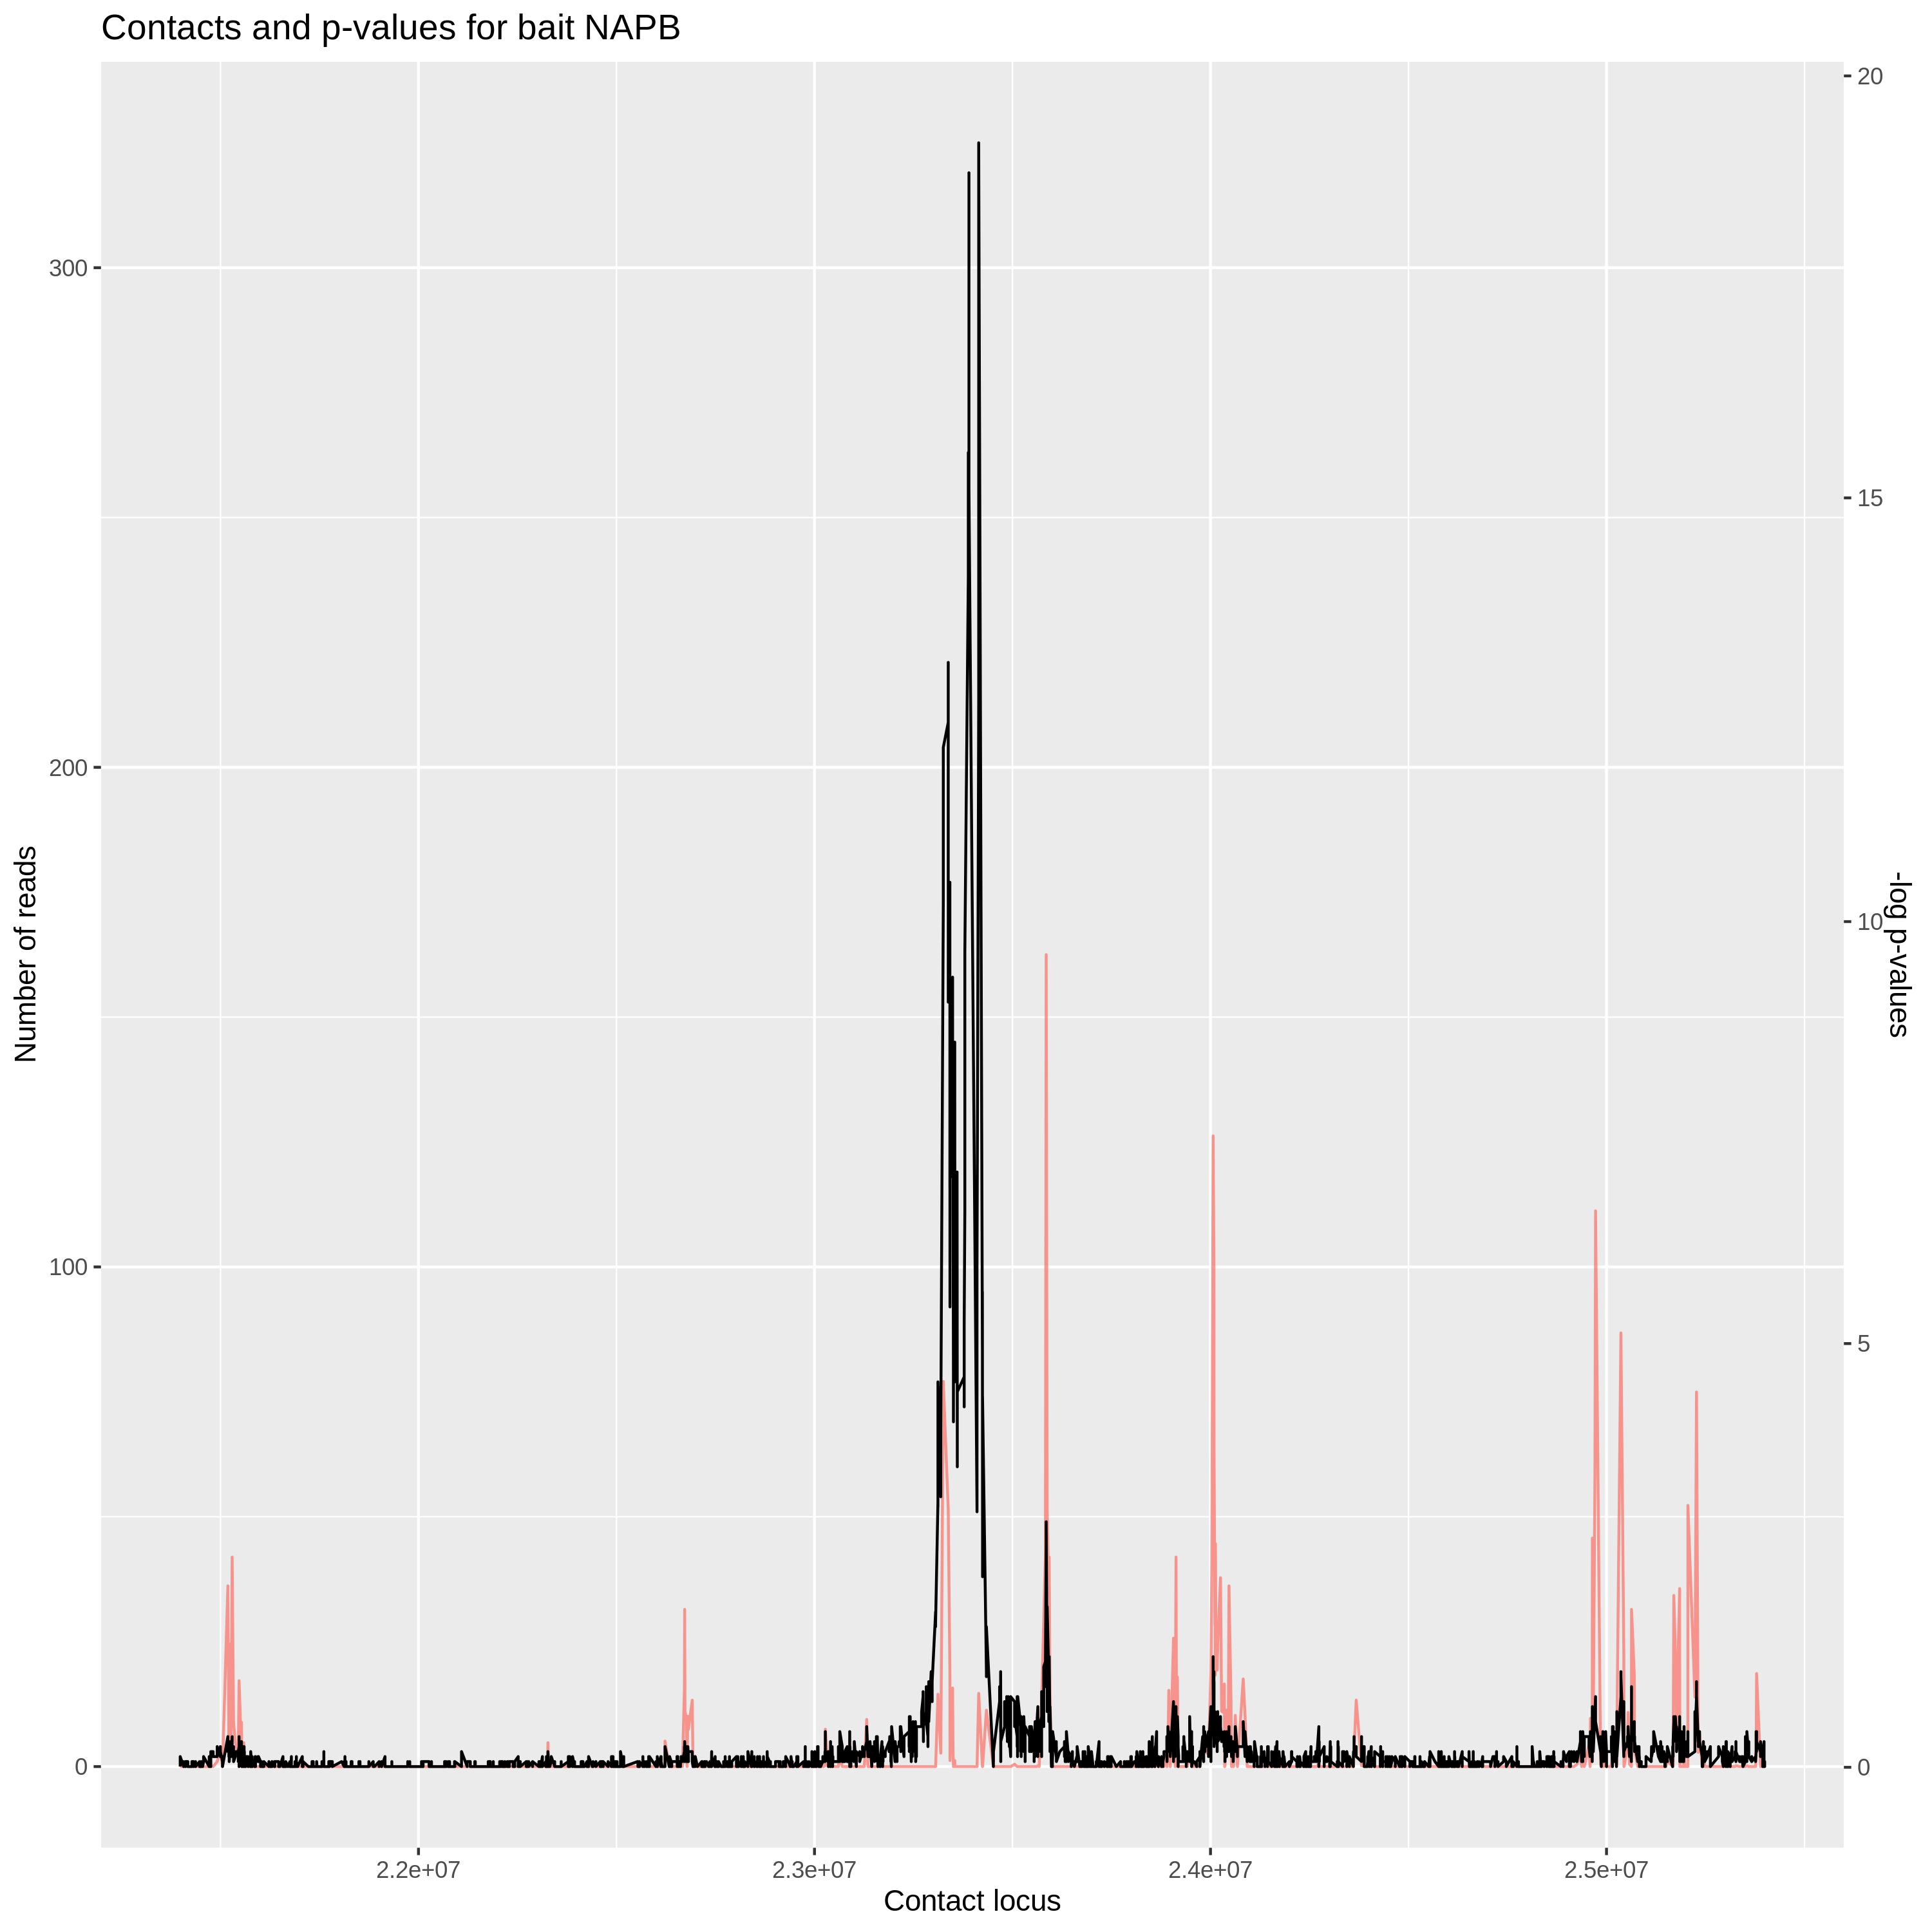 Contacts and p-values for bait NAPB
Number of reads
300
200
100
0
20
15
10
5
0
-log p-values
2.2e+07
2.3e+07
2.4e+07
2.5e+07
Contact locus